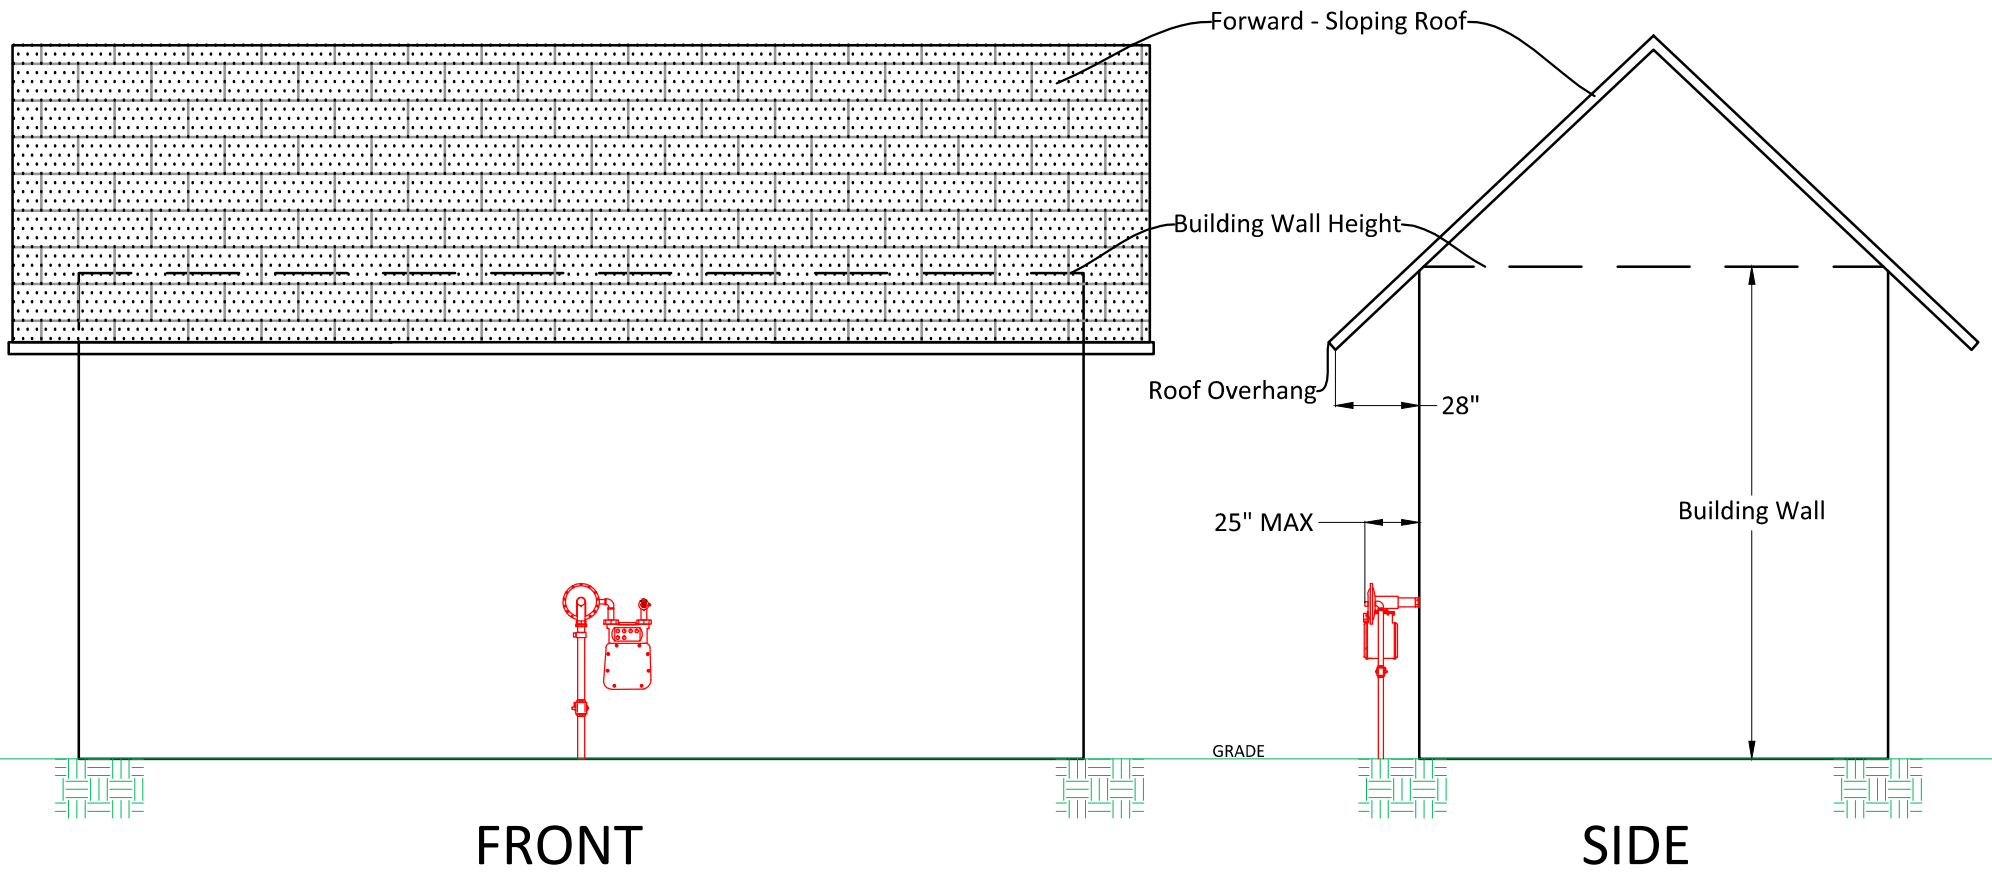 Forward - Sloping Roof
Building Wall Height
Roof Overhang
28"
25" MAX
Building Wall
GRADE
FRONT
SIDE